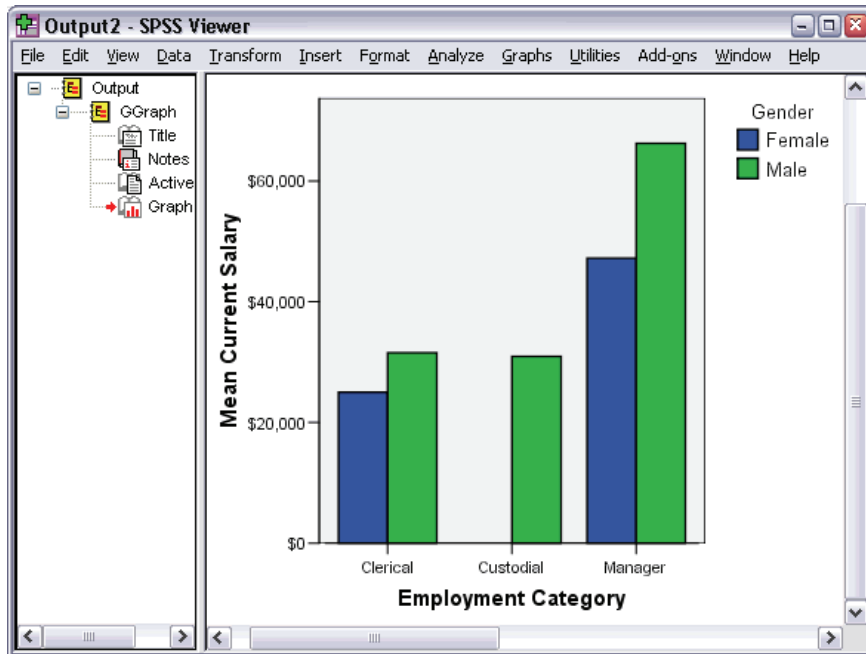 Output2 - SPSS Viewer
File Edit View Data Transform Insert Format Analyze Graphs Utilities Add-ons Window Help
Output
GGraph
Title
Notes
Active
Graph
Gender
Female
Male
Mean Current Salary
$60,000
$40,000
$20,000
$0
Clerical Custodial Manager
Employment Category